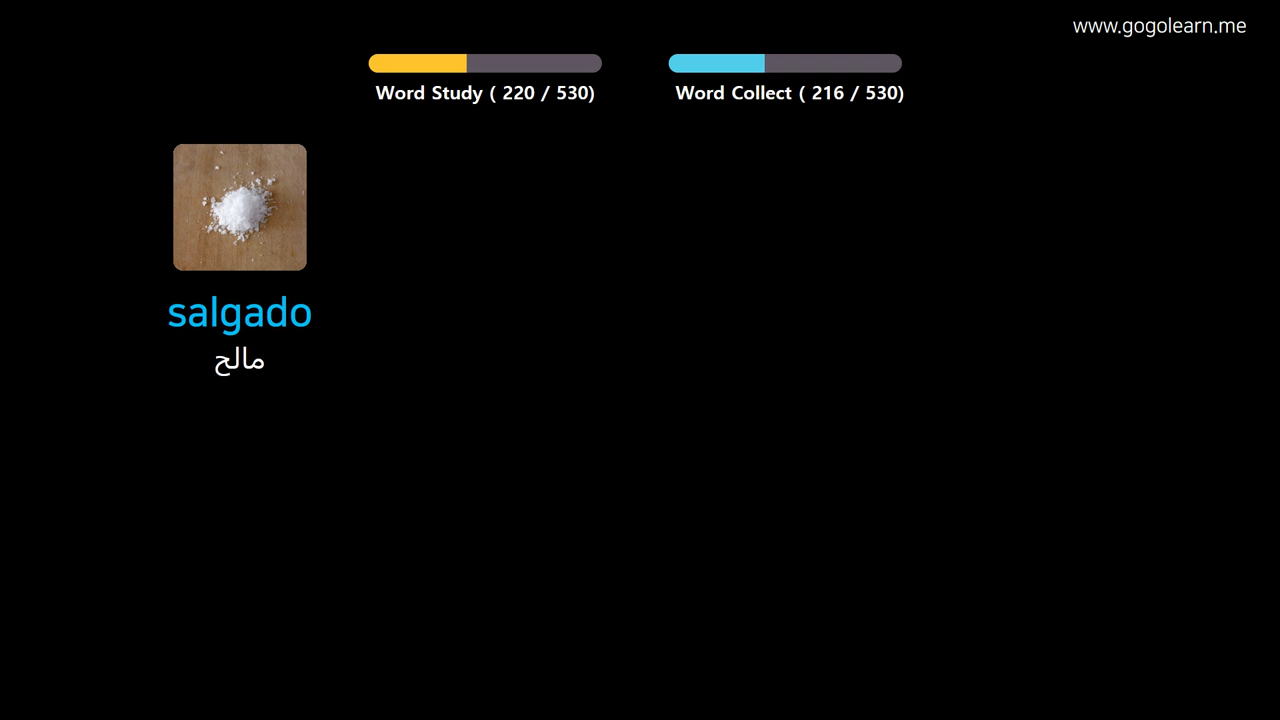 www.gogolearn.me
Word Study ( 220 / 530)
Word Collect ( 216 / 530)
salgado
مالح